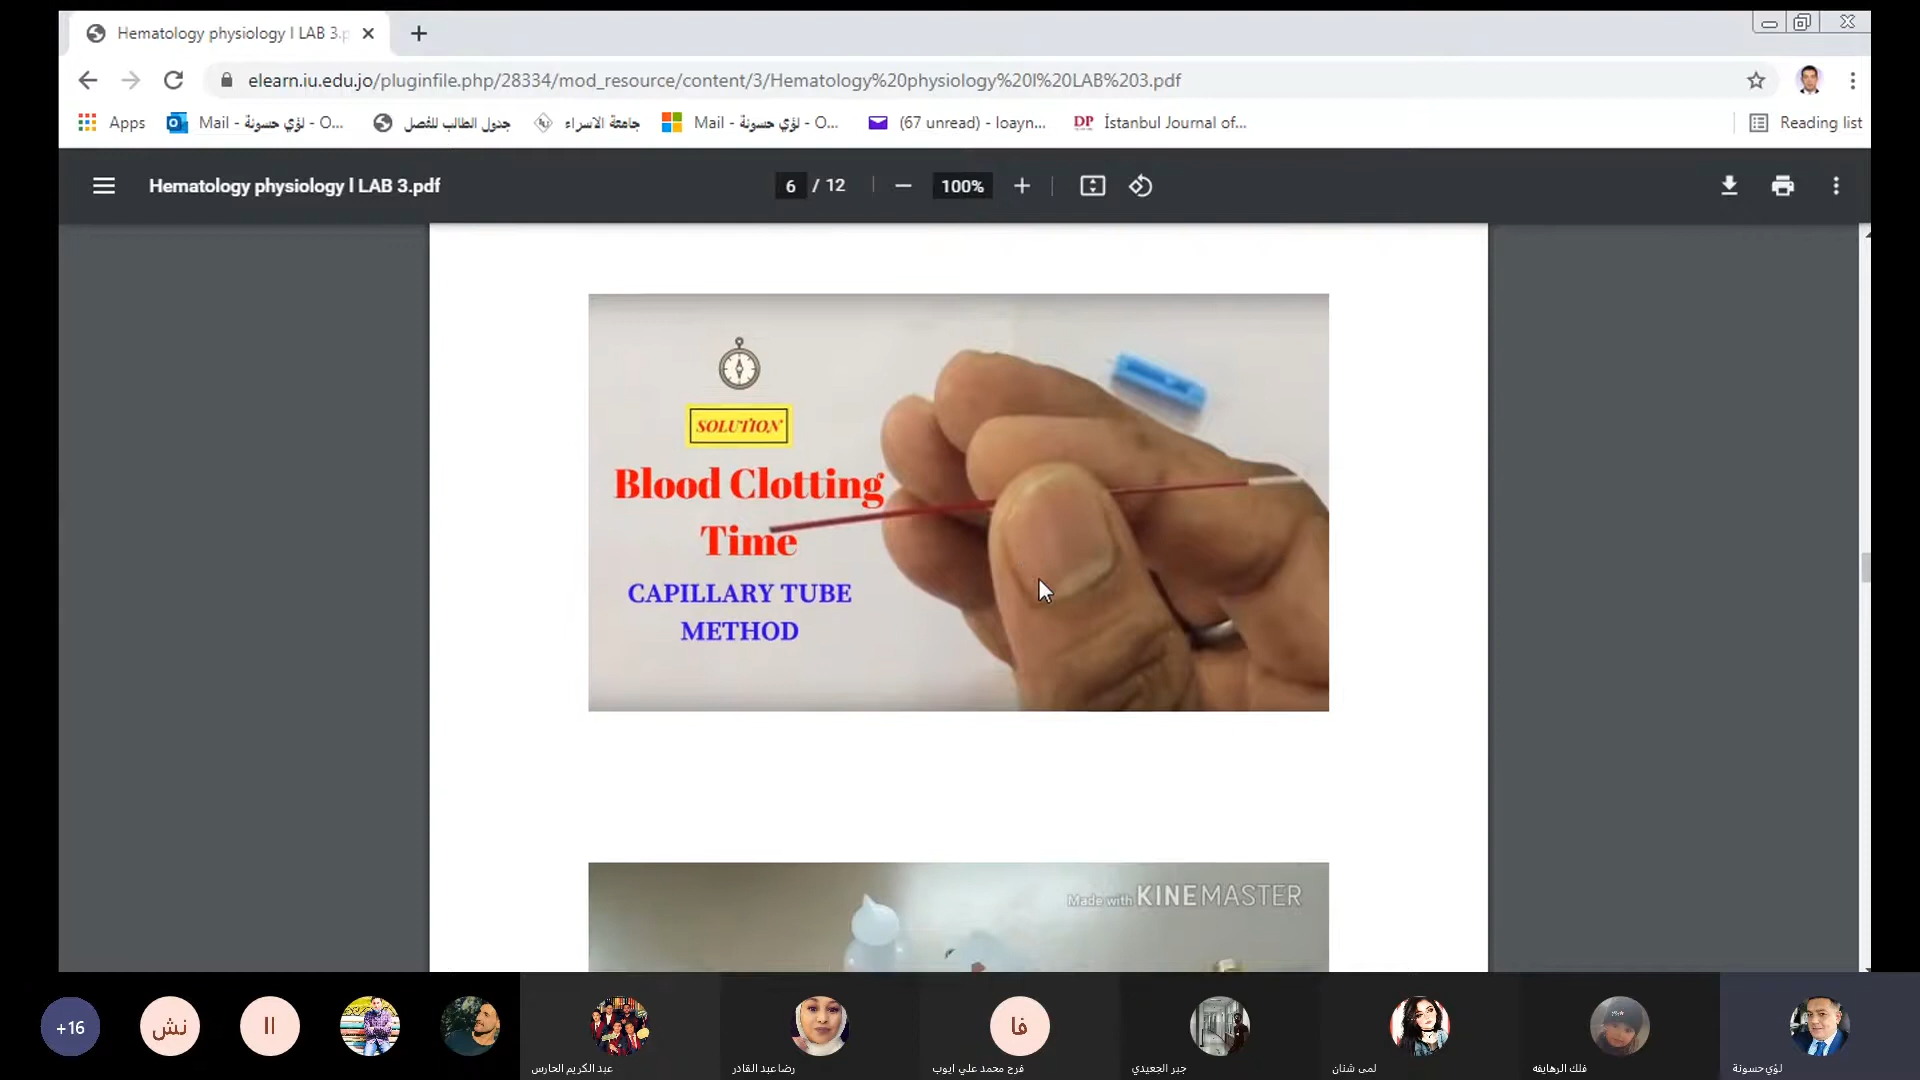 Hematology physiology l LAB 3.p
elearn.iu.edu.jo/pluginfile.php/28334/mod_resource/content/3/Hematology%20physiology%20l%20LAB%203.pdf
Apps
Mail - لؤي حسونة - O...
جدول الطالب للفصل
جامعة الاسراء
Mail - لؤي حسونة - O...
(67 unread) - loayn...
DP İstanbul Journal of...
Reading list
Hematology physiology l LAB 3.pdf
6 / 12
100%
SOLUTION
Blood Clotting
Time
CAPILLARY TUBE
METHOD
Made with KINEMASTER
+16
نش
اا
فا
عبد الكريم الحارس
رضا عبد القادر
فرح محمد علي ايوب
جبر الجعيدي
لمى شنان
فلك الرهايفه
لؤي حسونة